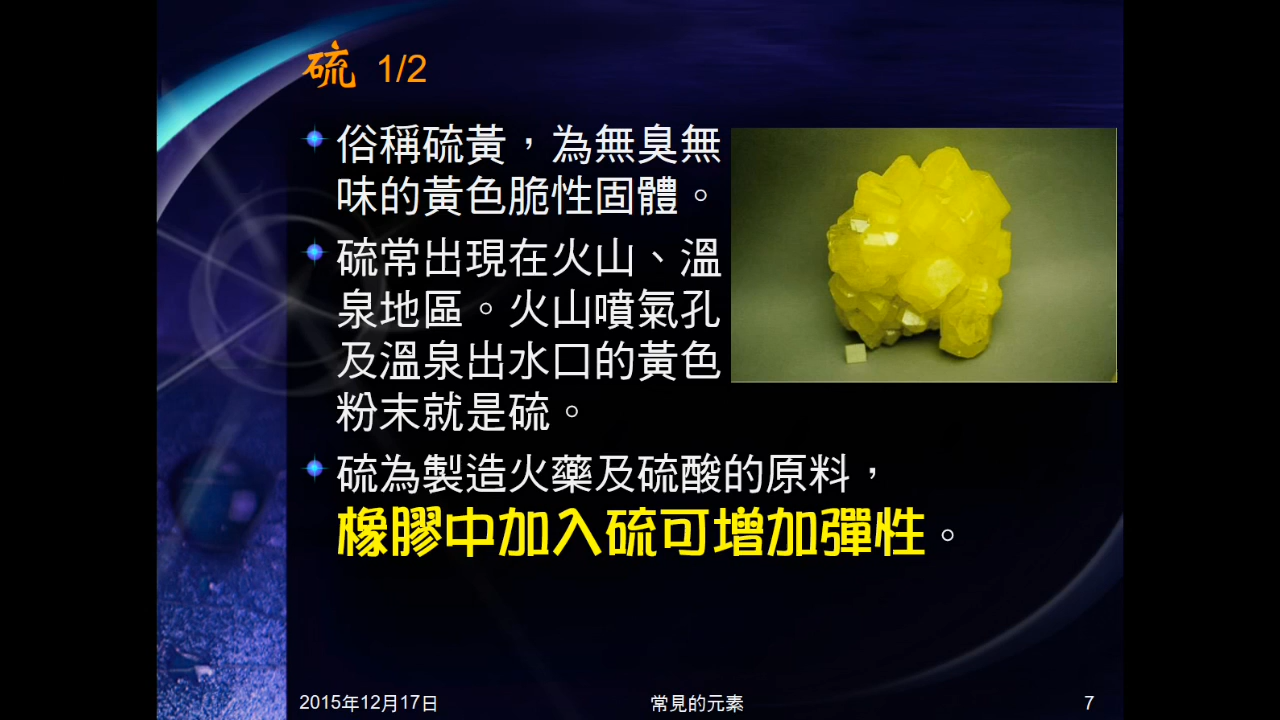 硫 1/2
俗稱硫黃，為無臭無
味的黃色脆性固體。
硫常出現在火山、溫
泉地區。火山噴氣孔
及溫泉出水口的黃色
粉末就是硫。
硫為製造火藥及硫酸的原料，
橡膠中加入硫可增加彈性。
2015年12月17日
常見的元素
7